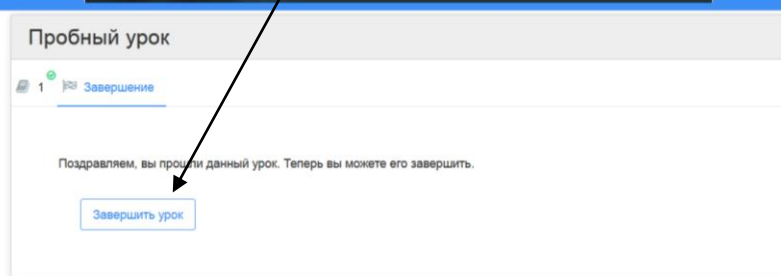 Пробный урок
1 Завершение
Поздравляем, вы прошли данный урок. Теперь вы можете его завершить.
Завершить урок